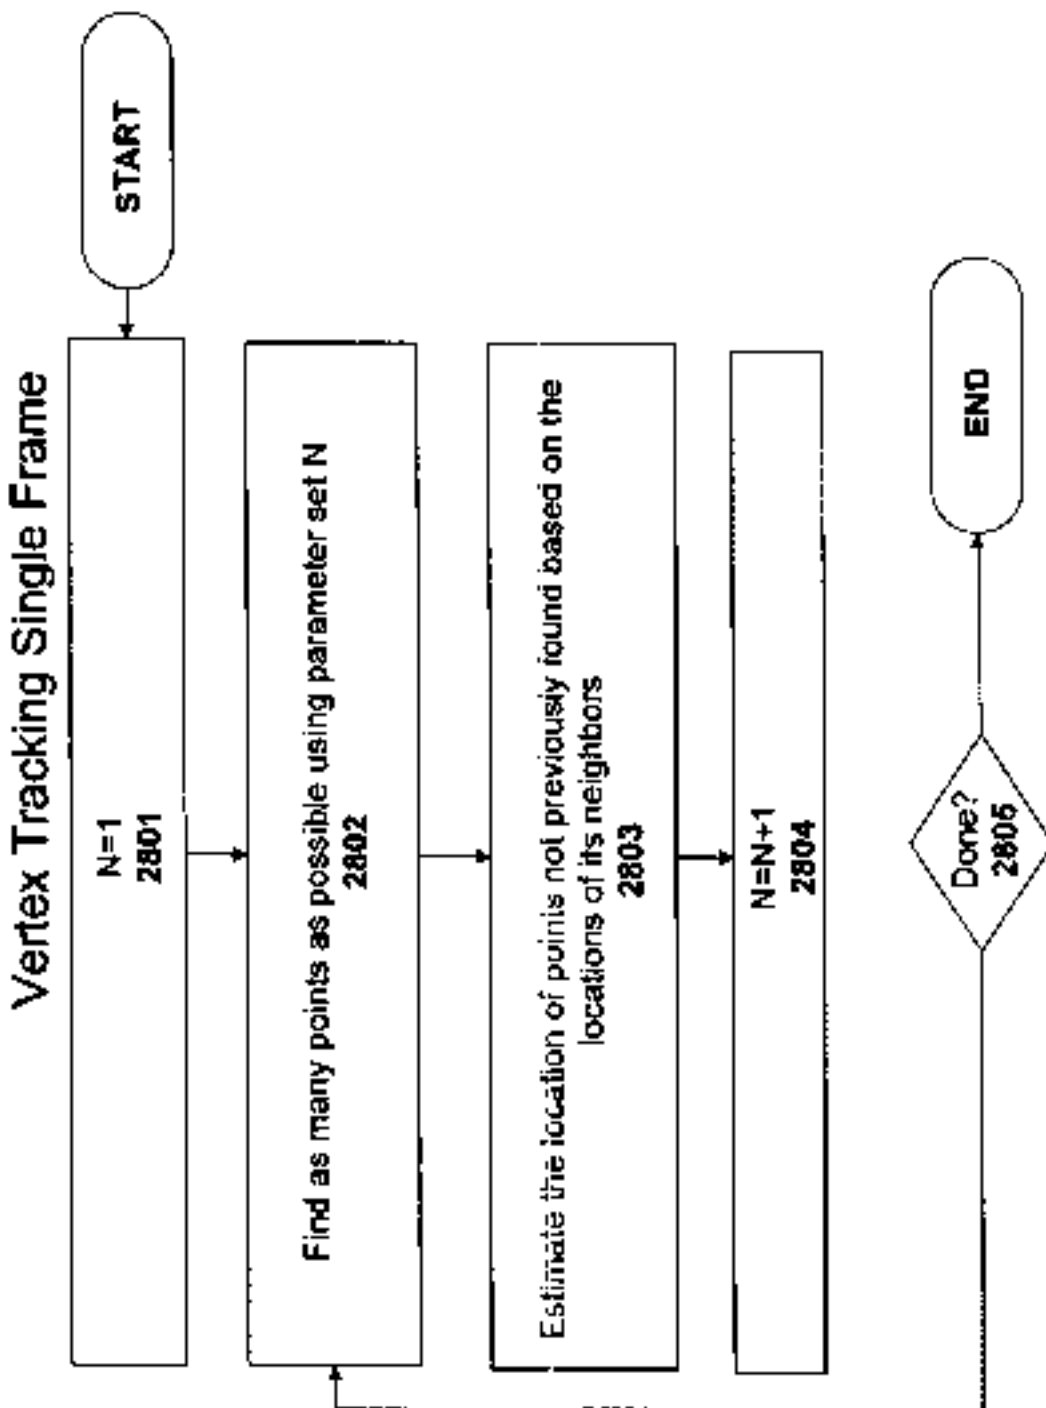 Vertex Tracking Single Frame
START
N=1
2801
Find as many points as possible using parameter set N
2802
Estimate the location of points not previously found based on the
locations of its neighbors
2803
N=N+1
2804
Done?
2805
END